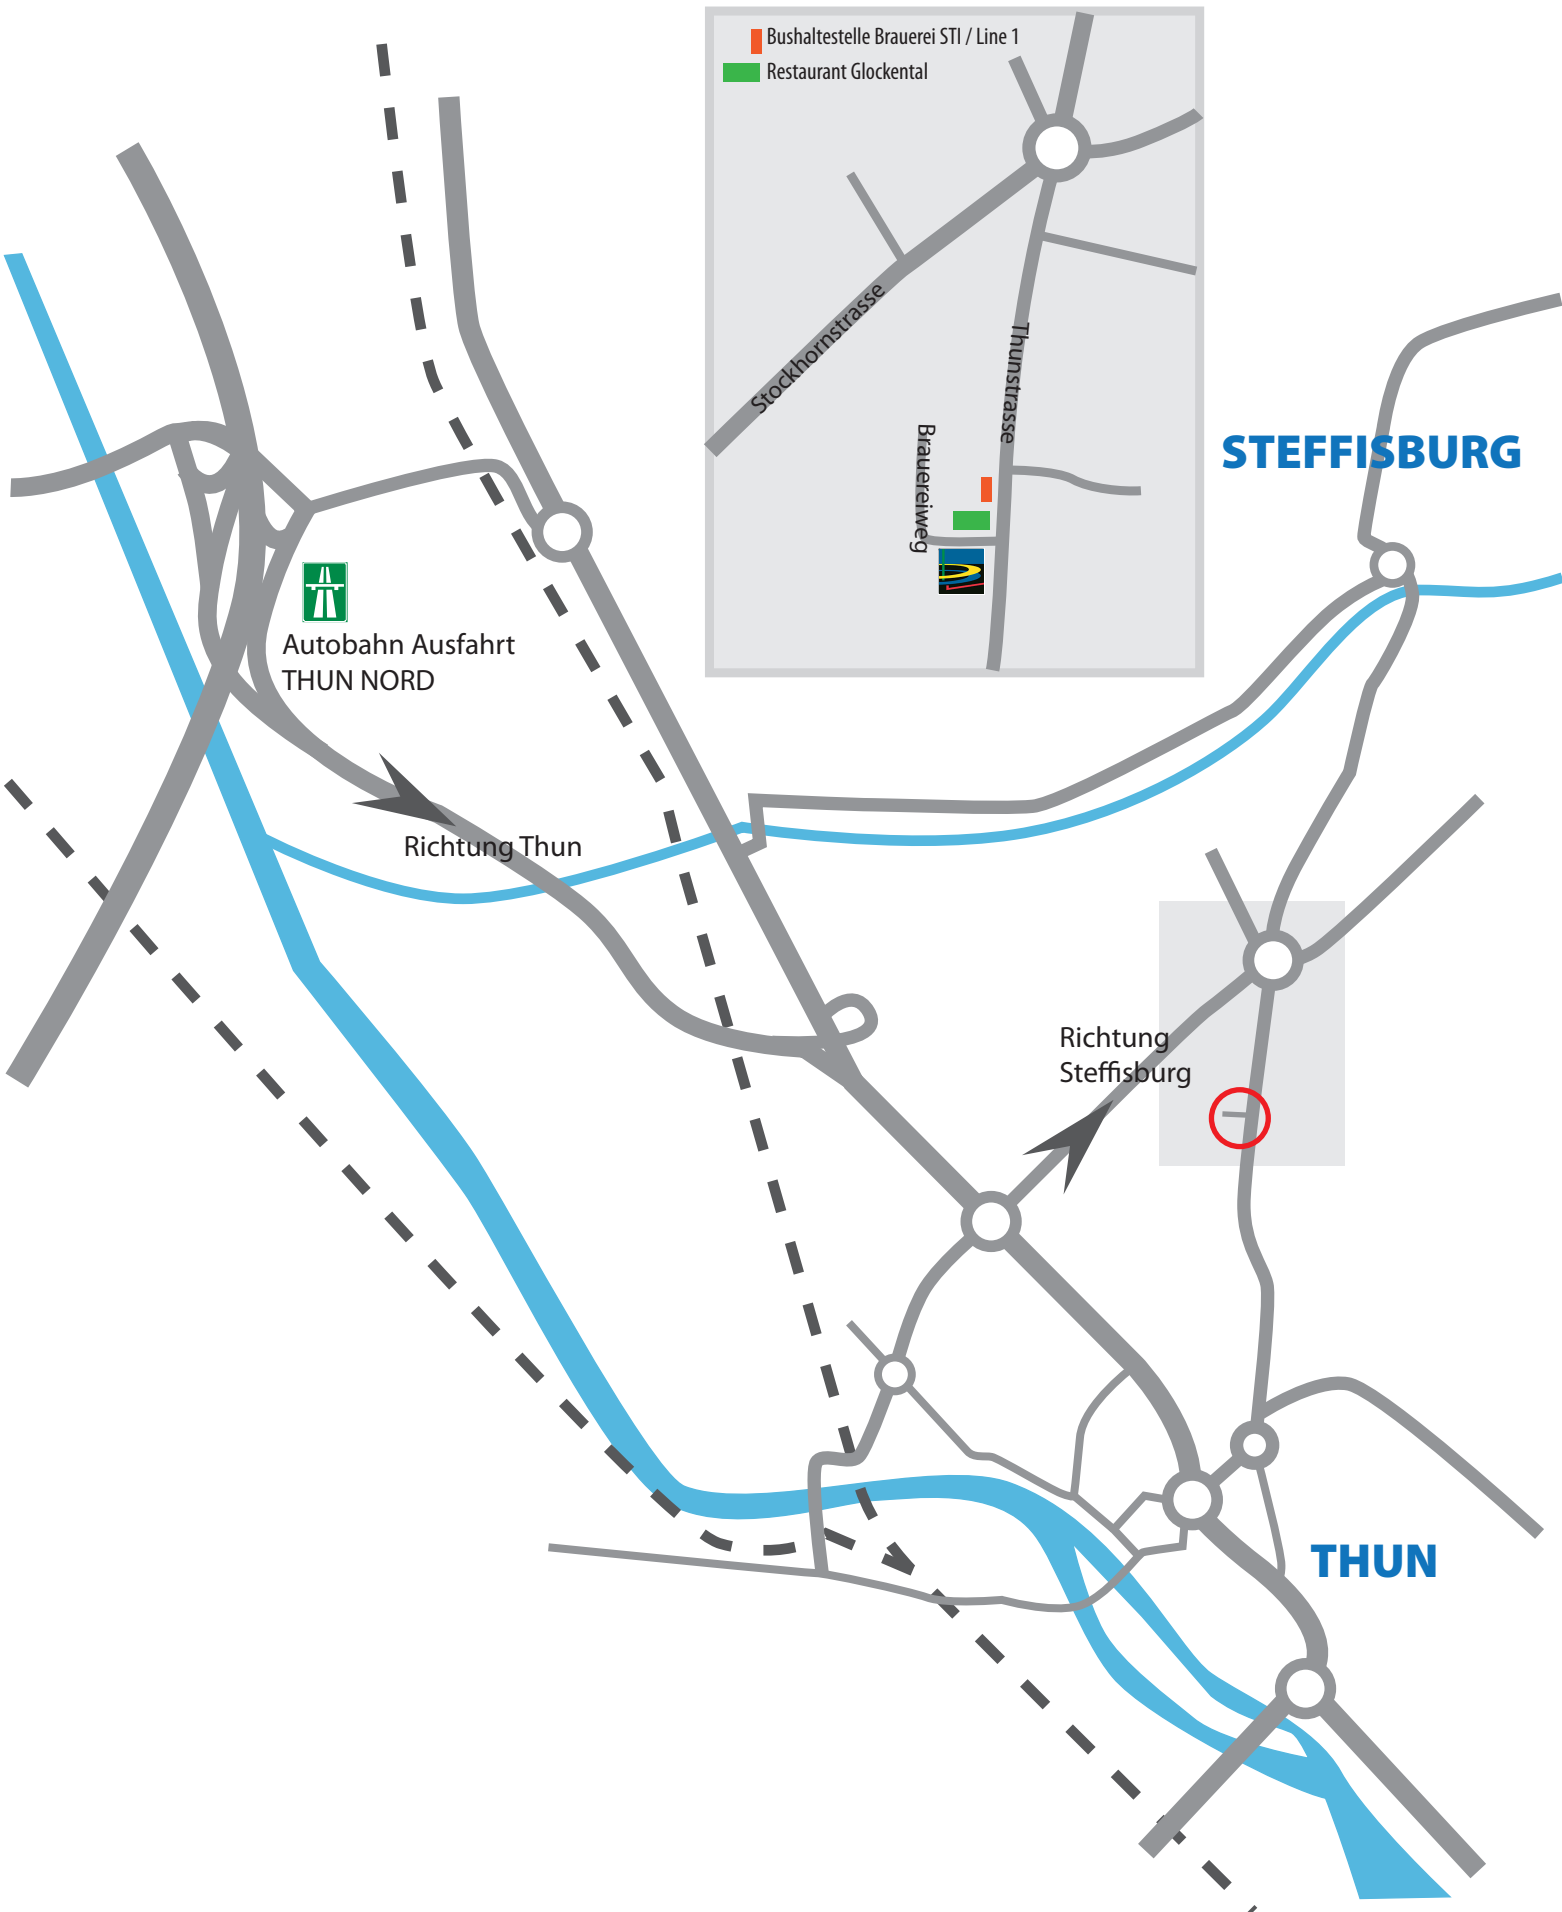 Bushaltestelle Brauerei STI / Line 1
Restaurant Glockental
Stockhornstrasse
Thunstrasse
Brauereiweg
STEFFISBURG
Autobahn Ausfahrt
THUN NORD
Richtung Thun
Richtung
Steffisburg
THUN